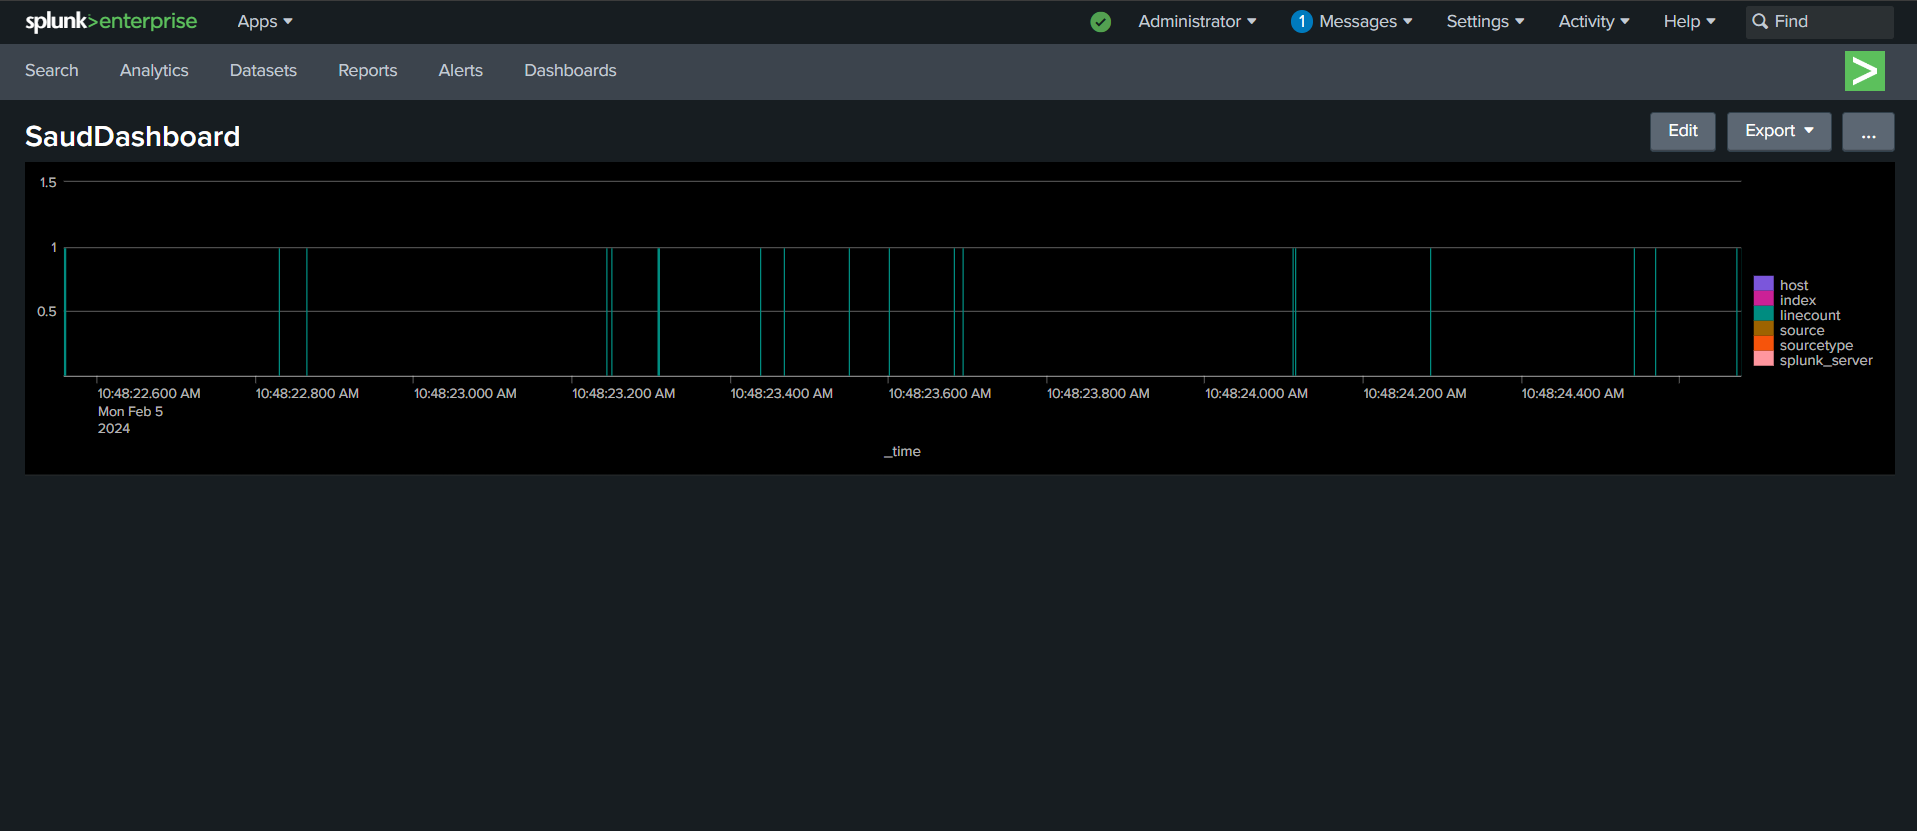 splunk>enterprise Apps Administrator 1 Messages Settings Activity Help Find
Search Analytics Datasets Reports Alerts Dashboards
>
SaudDashboard
Edit Export ...
1.5
1
0.5
host
index
linecount
source
sourcetype
splunk_server
10:48:22.600 AM 10:48:22.800 AM 10:48:23.000 AM 10:48:23.200 AM 10:48:23.400 AM 10:48:23.600 AM 10:48:23.800 AM 10:48:24.000 AM 10:48:24.200 AM 10:48:24.400 AM
Mon Feb 5
2024
_time